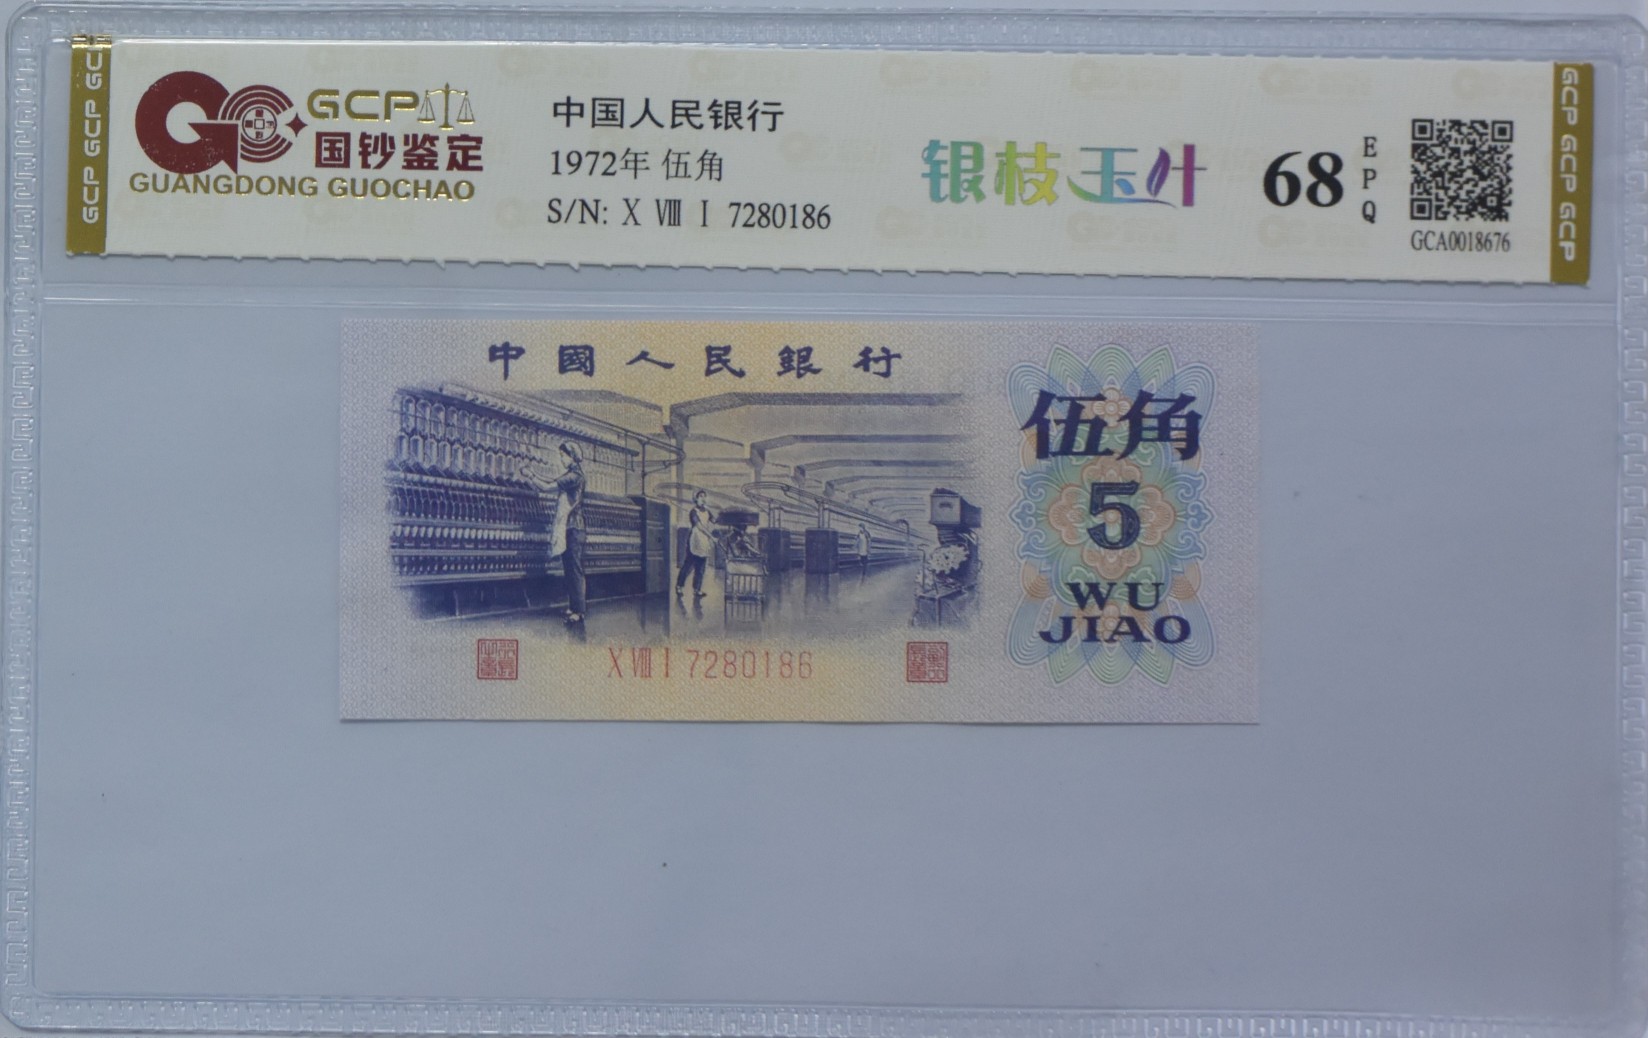 GCP
国钞鉴定
GUANGDONG GUOCHAO
中国人民银行
1972年 伍角
S/N: X Ⅷ I 7280186
银枝玉叶
68
EPQ
GCA0018676
GCP GCP GCP
GCP GCP GCP
中國人民銀行
伍角
5
WU
JIAO
X Ⅷ I 7280186